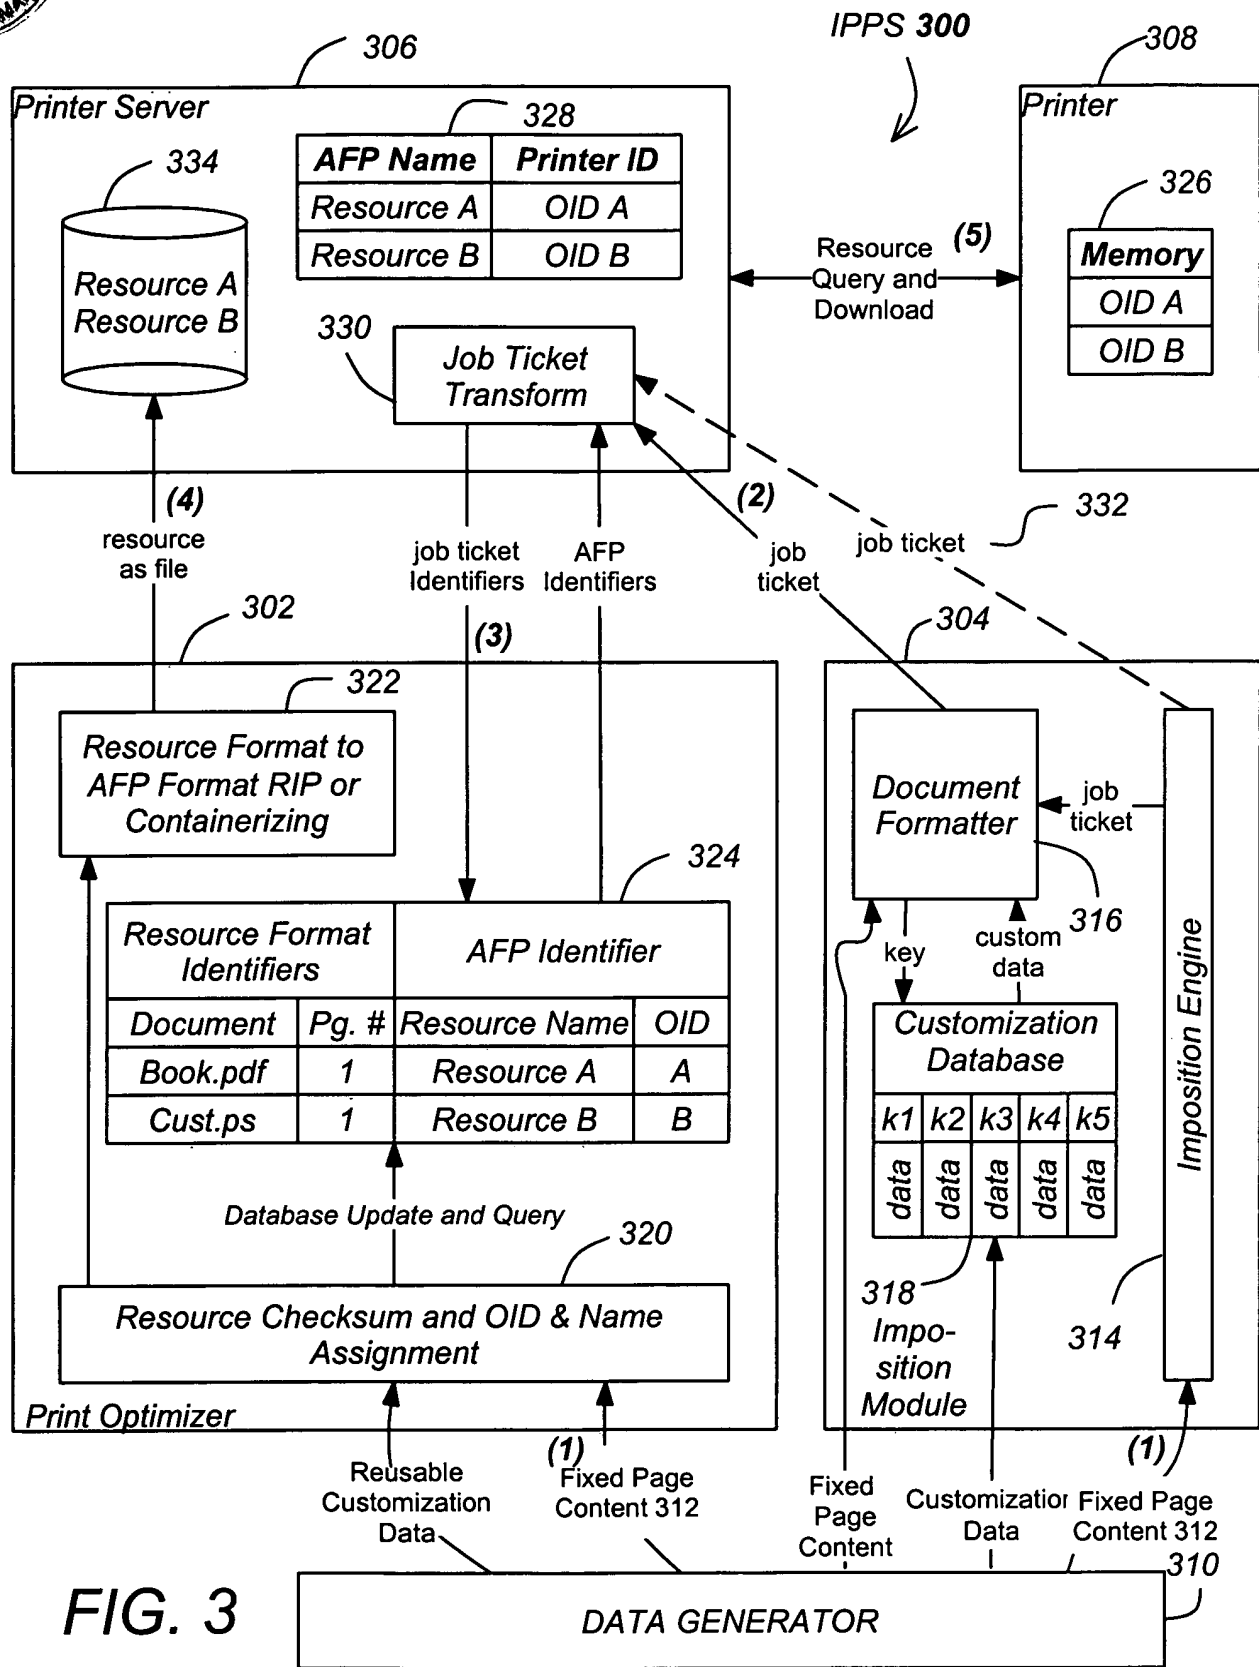 IPPS 300
306
308
Printer Server
Printer
328
AFP Name Printer ID
Resource A OID A
Resource B OID B
334
Resource A
Resource B
326
Memory
OID A
OID B
Resource (5)
Query and
Download
330
Job Ticket
Transform
(4)
resource
as file
job ticket
Identifiers
AFP
Identifiers
(3)
(2)
job
ticket
job ticket
332
302
304
322
Resource Format to
AFP Format RIP or
Containerizing
324
Resource Format
Identifiers
AFP Identifier
Document Pg. # Resource Name OID
Book.pdf 1 Resource A A
Cust.ps 1 Resource B B
Database Update and Query
320
Resource Checksum and OID & Name
Assignment
Print Optimizer
Document
Formatter
job
ticket
316
key
custom
data
Customization
Database
k1 k2 k3 k4 k5
data data data data data
318
Impo-
sition
Module
314
Imposition Engine
(1)
(1)
Reusable
Customization
Data
Fixed Page
Content 312
Fixed
Page
Content
Customization
Data
Fixed Page
Content 312
310
DATA GENERATOR
FIG. 3